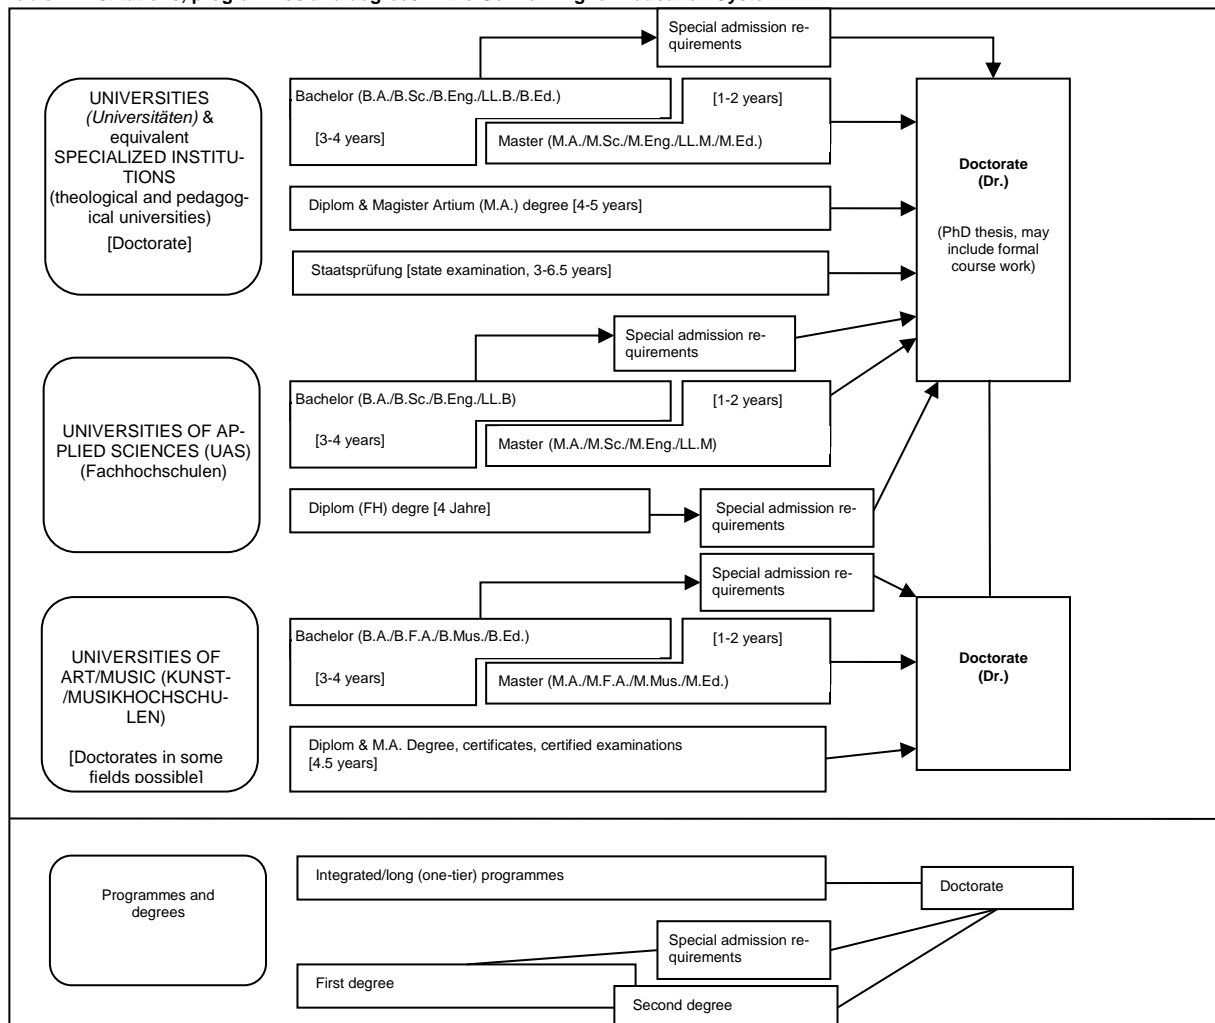 Special admission re-
quirements
UNIVERSITIES
(Universitäten) &
equivalent
SPECIALIZED INSTITU-
TIONS
(theological and pedagog-
ical universities)
[Doctorate]
Bachelor (B.A./B.Sc./B.Eng./LL.B./B.Ed.)
[1-2 years]
[3-4 years]
Master (M.A./M.Sc./M.Eng./LL.M./M.Ed.)
Diplom & Magister Artium (M.A.) degree [4-5 years]
Staatsprüfung [state examination, 3-6.5 years]
Doctorate
(Dr.)
(PhD thesis, may
include formal
course work)
Special admission re-
quirements
UNIVERSITIES OF AP-
PLIED SCIENCES (UAS)
(Fachhochschulen)
Bachelor (B.A./B.Sc./B.Eng./LL.B)
[1-2 years]
[3-4 years]
Master (M.A./M.Sc./M.Eng./LL.M)
Diplom (FH) degre [4 Jahre]
Special admission re-
quirements
Special admission re-
quirements
UNIVERSITIES OF
ART/MUSIC (KUNST-
/MUSIKHOCHSCHU-
LEN)
[Doctorates in some
fields possible]
Bachelor (B.A./B.F.A./B.Mus./B.Ed.)
[1-2 years]
[3-4 years]
Master (M.A./M.F.A./M.Mus./M.Ed.)
Diplom & M.A. Degree, certificates, certified examinations
[4.5 years]
Doctorate
(Dr.)
Programmes and
degrees
Integrated/long (one-tier) programmes
Doctorate
Special admission re-
quirements
First degree
Second degree